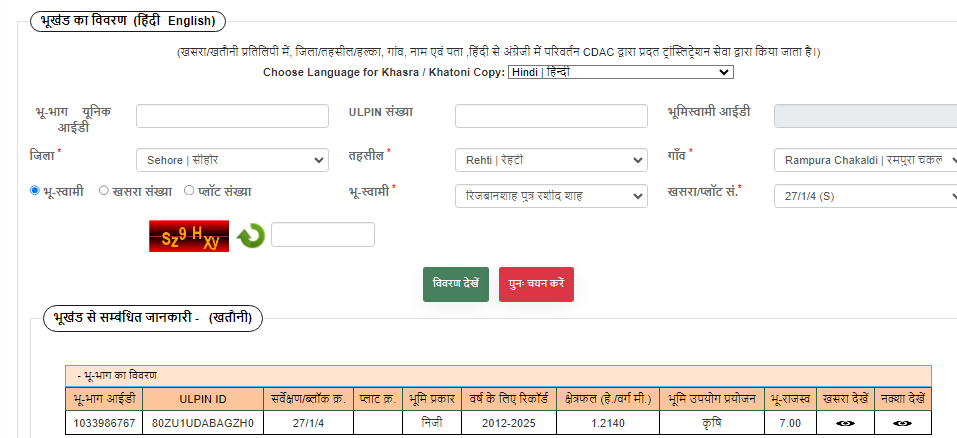 भूखंड का विवरण (हिंदी English)
(खसरा/खतौनी प्रतिलिपी में, जिला/तहसील/हल्का, गांव, नाम एवं पता ,हिंदी से अंग्रेजी में परिवर्तन CDAC द्वारा प्रदत ट्रांस्लिट्रेशन सेवा द्वारा किया जाता है।)
Choose Language for Khasra / Khatoni Copy: Hindi | हिन्दी
भू-भाग यूनिक आईडी ULPIN संख्या भूमिस्वामी आईडी
जिला * Sehore | सीहोर तहसील * Rehti | रेहटी गाँव * Rampura Chakaldi | रमपुरा चकल
भू-स्वामी खसरा संख्या प्लॉट संख्या भू-स्वामी * रिजबानशाह पुत्र रशीद शाह खसरा/प्लॉट सं.* 27/1/4 (S)
Sz9 HXy
विवरण देखें पुनः चयन करें
भूखंड से सम्बंधित जानकारी - (खतौनी)
- भू-भाग का विवरण
भू-भाग आईडी ULPIN ID सर्वेक्षण/ब्लॉक क्र. प्लाट क्र. भूमि प्रकार वर्ष के लिए रिकॉर्ड क्षेत्रफल (हे./वर्ग मी.) भूमि उपयोग प्रयोजन भू-राजस्व खसरा देखें नक्शा देखें
1033986767 80ZU1UDABAGZH0 27/1/4 निजी 2012-2025 1.2140 कृषि 7.00